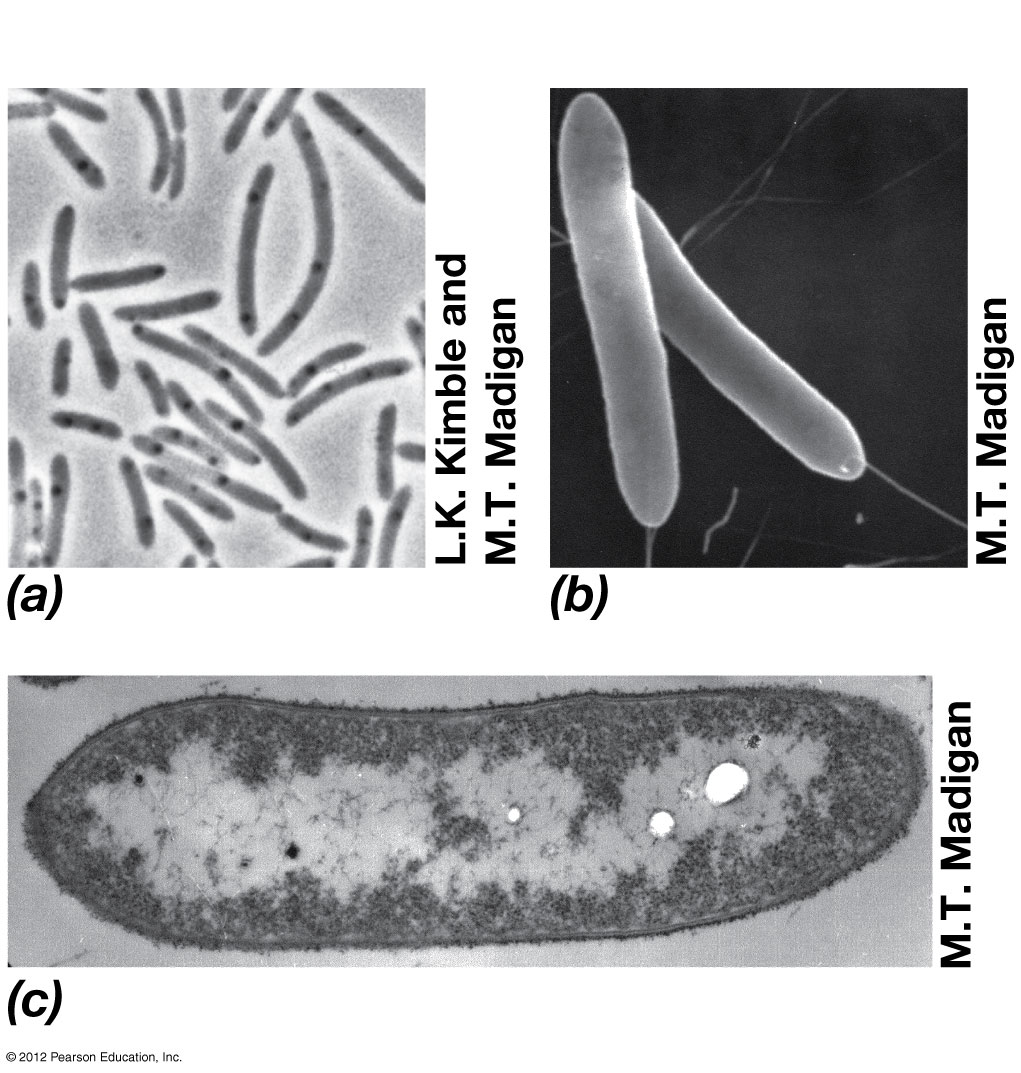 L.K. Kimble and
M.T. Madigan
M.T. Madigan
(a)
(b)
M.T. Madigan
(c)
© 2012 Pearson Education, Inc.